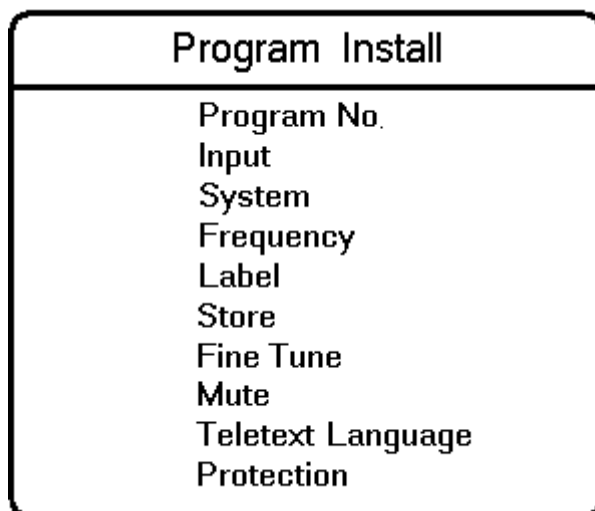 Program Install
Program No.
Input
System
Frequency
Label
Store
Fine Tune
Mute
Teletext Language
Protection